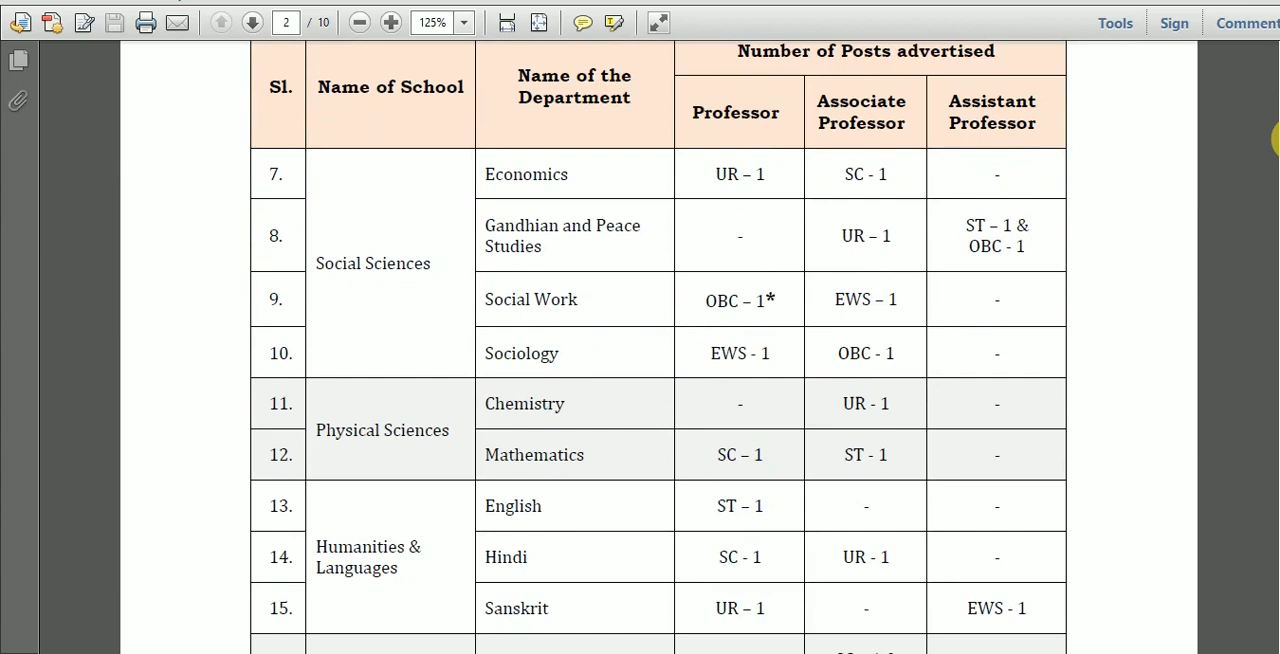 2 / 10 125% Tools Sign Comment
Number of Posts advertised
Sl. Name of School Name of the Department Professor Associate Professor Assistant Professor
7. Economics UR – 1 SC - 1 -
8. Gandhian and Peace Studies - UR – 1 ST – 1 & OBC - 1
Social Sciences
9. Social Work OBC – 1* EWS – 1 -
10. Sociology EWS - 1 OBC - 1 -
11. Chemistry - UR - 1 -
Physical Sciences
12. Mathematics SC – 1 ST - 1 -
13. English ST – 1 - -
Humanities & Languages
14. Hindi SC - 1 UR - 1 -
15. Sanskrit UR – 1 - EWS - 1